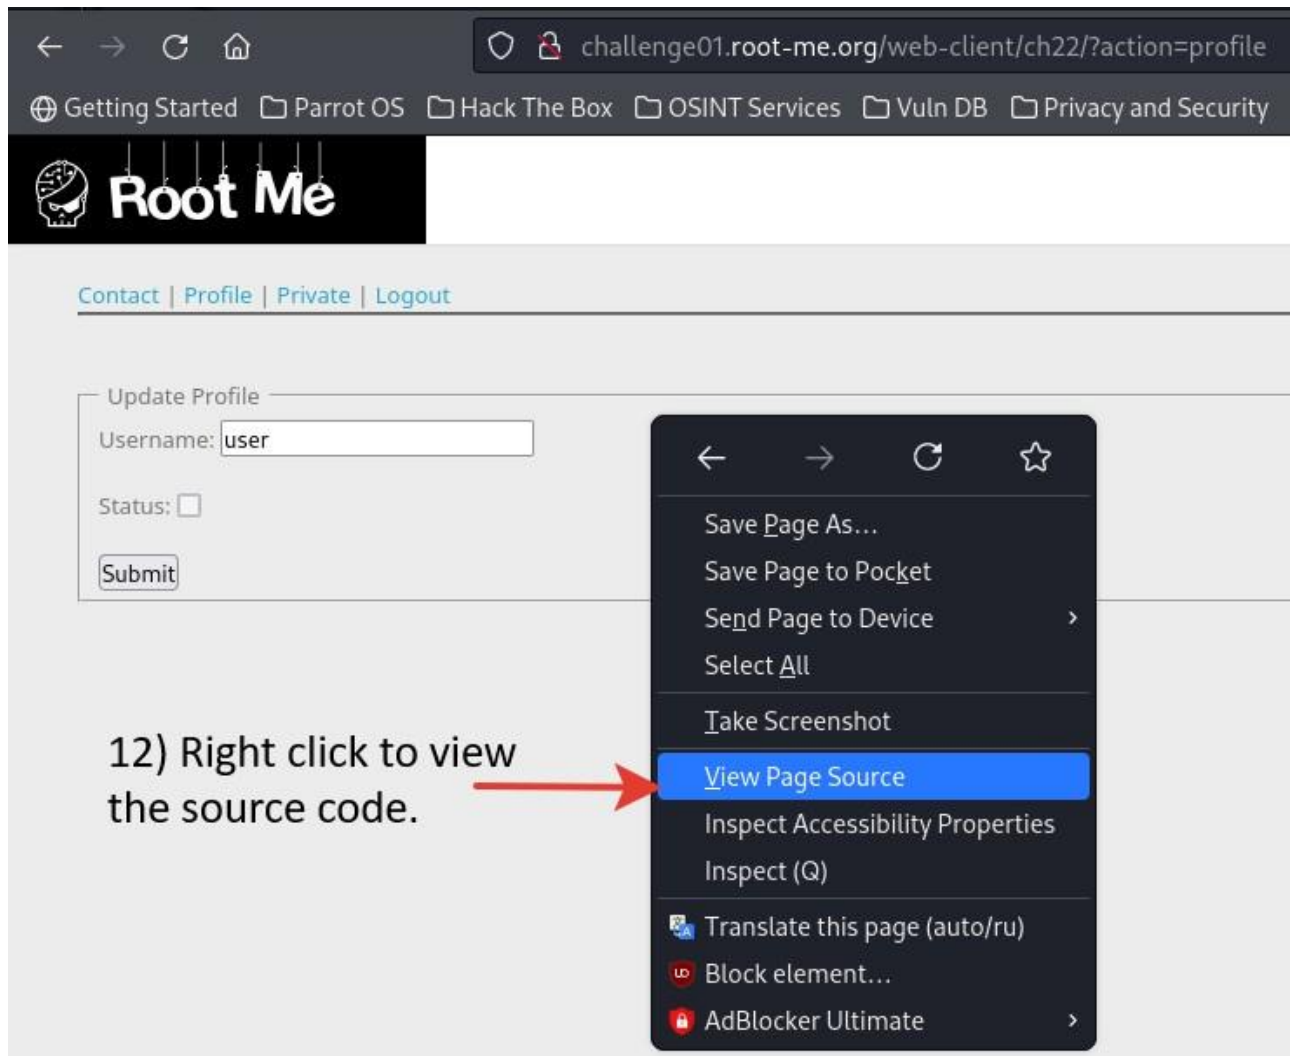 challenge01.root-me.org/web-client/ch22/?action=profile
Getting Started Parrot OS Hack The Box OSINT Services Vuln DB Privacy and Security
Root Me
Contact | Profile | Private | Logout
Update Profile
Username: user
Status:
Submit
Save Page As...
Save Page to Pocket
Send Page to Device
Select All
Take Screenshot
12) Right click to view
the source code.
View Page Source
Inspect Accessibility Properties
Inspect (Q)
Translate this page (auto/ru)
Block element...
AdBlocker Ultimate